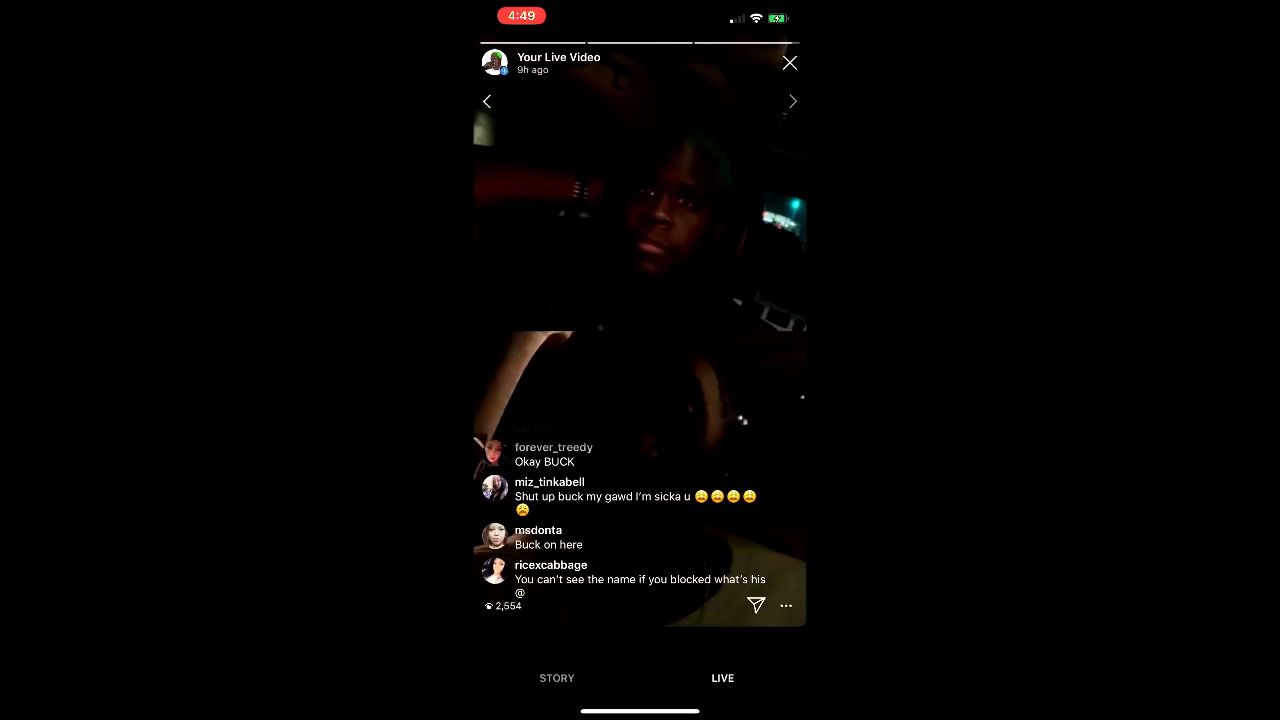 4:49
Your Live Video
9h ago
forever_treedy
Okay BUCK
miz_tinkabell
Shut up buck my gawd I'm sicka u 😩😩😩😩
😩
msdonta
Buck on here
ricexcabbage
You can't see the name if you blocked what's his
@
2,554
STORY
LIVE